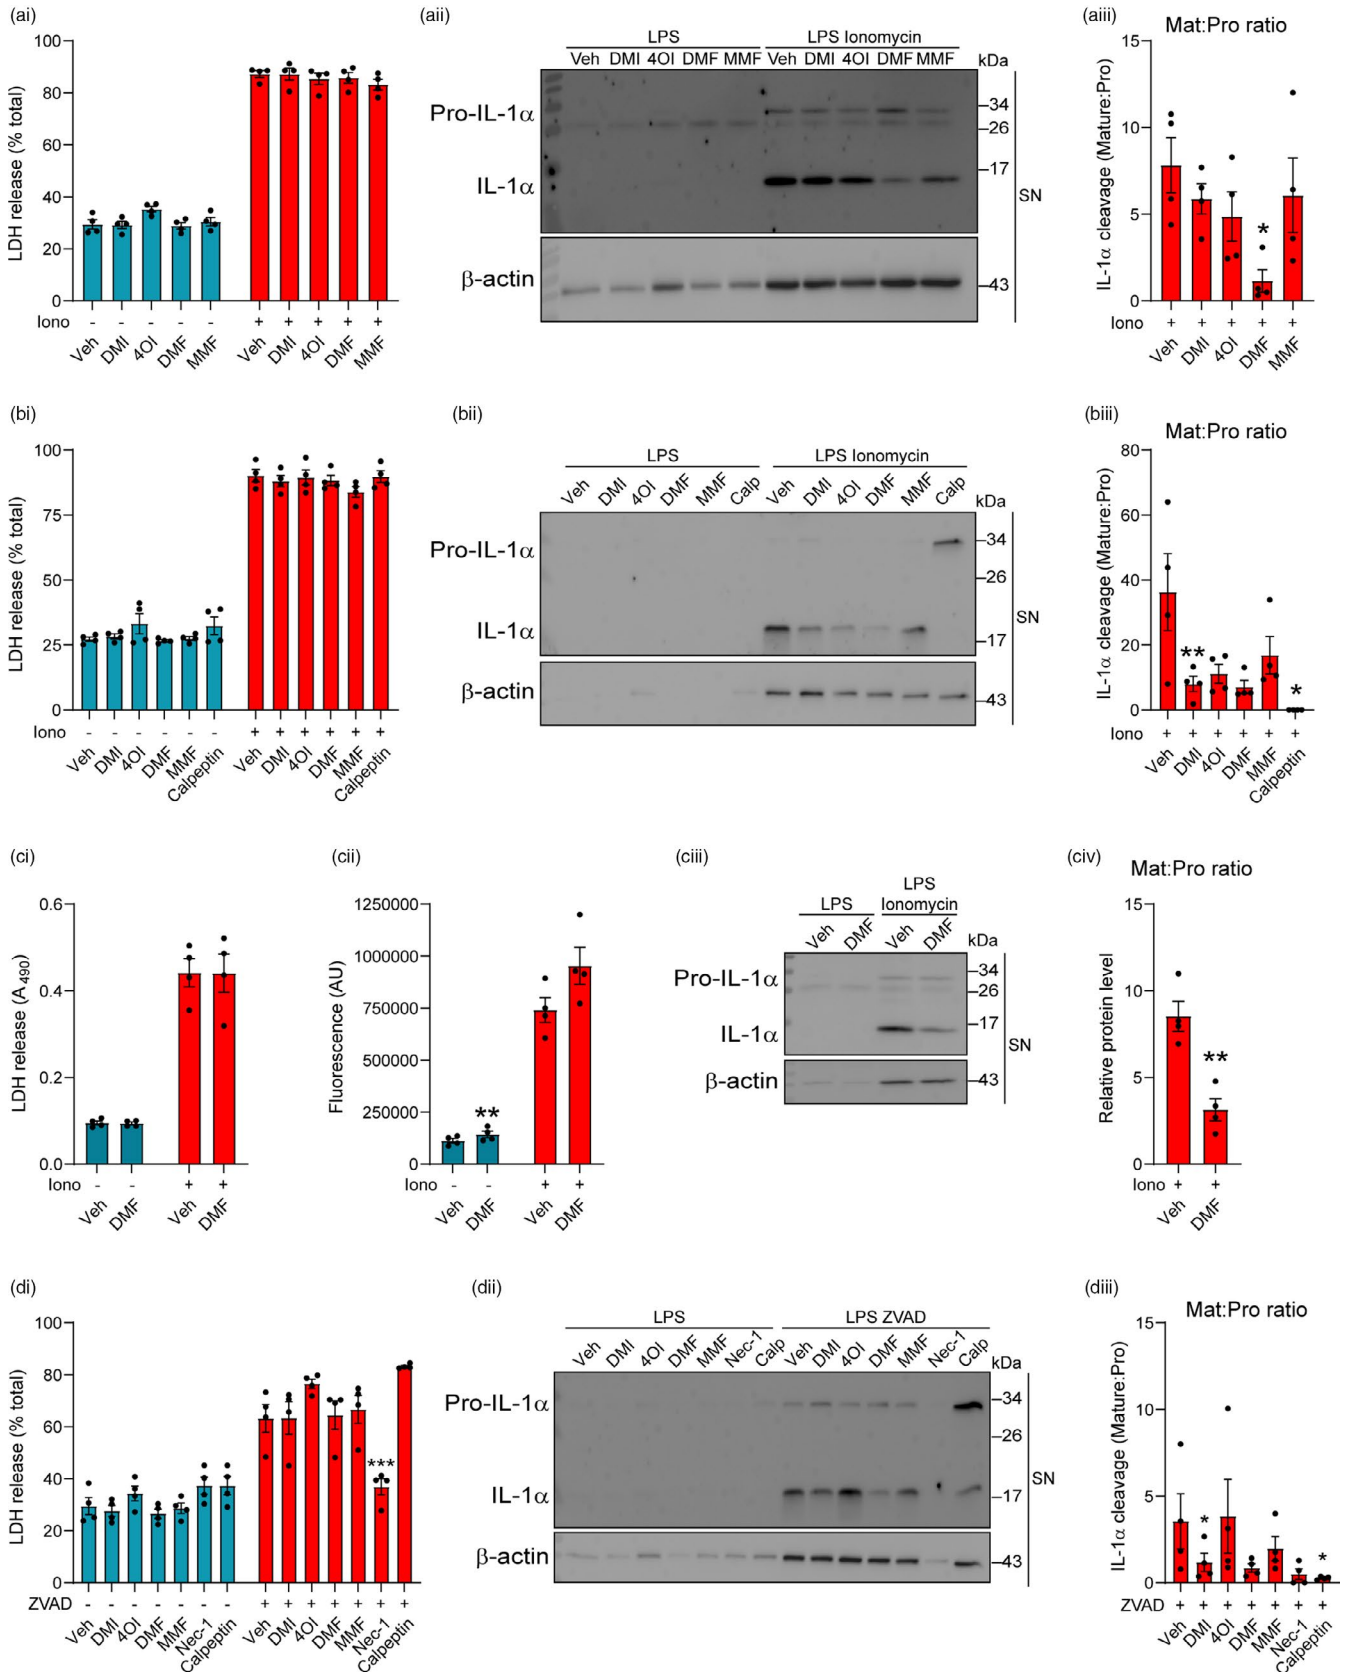 (ai)
LDH release (% total)
100
80
60
40
20
0
Iono - - - - - + + + + +
Veh DMI 4OI DMF MMF Veh DMI 4OI DMF MMF
(aii)
LPS LPS Ionomycin
Veh DMI 4OI DMF MMF Veh DMI 4OI DMF MMF kDa
Pro-IL-1α
–34
–26
–17
IL-1α
SN
β-actin
–43
(aiii)
Mat:Pro ratio
IL-1α cleavage (Mature:Pro)
15
10
5
0
*
Iono + + + + +
Veh DMI 4OI DMF MMF
(bi)
LDH release (% total)
100
75
50
25
0
Iono - - - - - - + + + + + +
Veh DMI 4OI DMF MMF Calpeptin Veh DMI 4OI DMF MMF Calpeptin
(bii)
LPS LPS Ionomycin
Veh DMI 4OI DMF MMF Calp Veh DMI 4OI DMF MMF Calp
kDa
Pro-IL-1α
–34
–26
IL-1α
–17
SN
β-actin
–43
(biii)
Mat:Pro ratio
IL-1α cleavage (Mature:Pro)
80
60
40
20
0
** *
Iono + + + + + +
Veh DMI 4OI DMF MMF Calpeptin
(ci)
LDH release (A490)
0.6
0.4
0.2
0.0
Iono - - + +
Veh DMF Veh DMF
(cii)
Fluorescence (AU)
1250000
1000000
750000
500000
250000
0
**
Iono - - + +
Veh DMF Veh DMF
(ciii)
LPS
LPS Ionomycin
Veh DMF Veh DMF
kDa
Pro-IL-1α
–34
–26
–17
IL-1α
SN
β-actin
–43
(civ)
Mat:Pro ratio
Relative protein level
15
10
5
0
**
Iono + +
Veh DMF
(di)
LDH release (% total)
100
80
60
40
20
0
***
ZVAD - - - - - - - + + + + + + +
Veh DMI 4OI DMF MMF Nec-1 Calpeptin Veh DMI 4OI DMF MMF Nec-1 Calpeptin
(dii)
LPS LPS ZVAD
Veh DMI 4OI DMF MMF Nec-1 Calp Veh DMI 4OI DMF MMF Nec-1 Calp
kDa
Pro-IL-1α
–34
–26
IL-1α
–17
SN
β-actin
–43
(diii)
Mat:Pro ratio
IL-1α cleavage (Mature:Pro)
15
10
5
0
* *
ZVAD + + + + + + +
Veh DMI 4OI DMF MMF Nec-1 Calpeptin